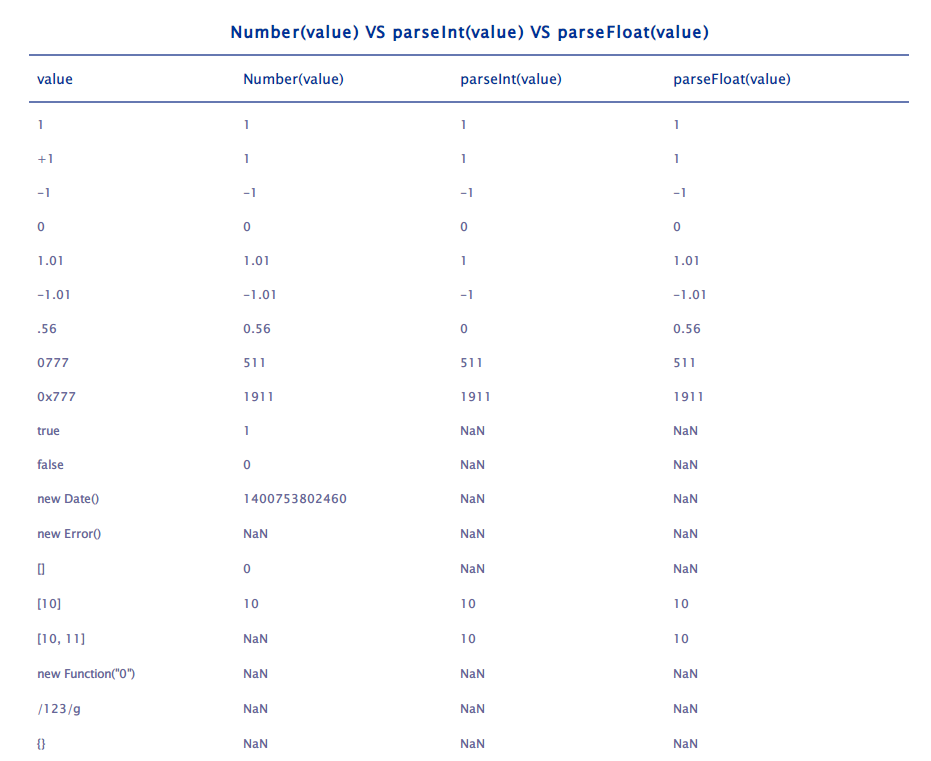 Number(value) VS parseInt(value) VS parseFloat(value)
value Number(value) parseInt(value) parseFloat(value)
1 1 1 1
+1 1 1 1
-1 -1 -1 -1
0 0 0 0
1.01 1.01 1 1.01
-1.01 -1.01 -1 -1.01
.56 0.56 0 0.56
0777 511 511 511
0x777 1911 1911 1911
true 1 NaN NaN
false 0 NaN NaN
new Date() 1400753802460 NaN NaN
new Error() NaN NaN NaN
[] 0 NaN NaN
[10] 10 10 10
[10, 11] NaN 10 10
new Function("0") NaN NaN NaN
/123/g NaN NaN NaN
{} NaN NaN NaN